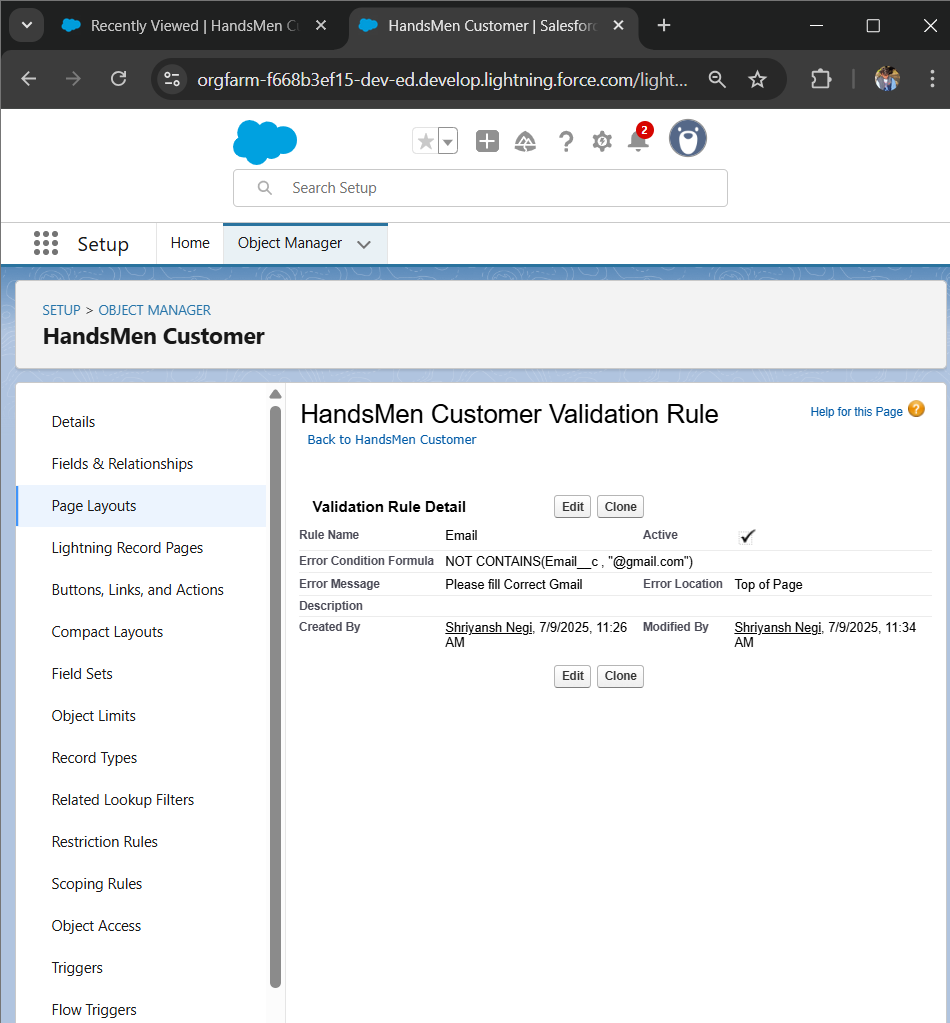 Recently Viewed | HandsMen C
HandsMen Customer | Salesforc
orgfarm-f668b3ef15-dev-ed.develop.lightning.force.com/light...
2
Search Setup
Setup
Home
Object Manager
SETUP > OBJECT MANAGER
HandsMen Customer
Details
Fields & Relationships
Page Layouts
Lightning Record Pages
Buttons, Links, and Actions
Compact Layouts
Field Sets
Object Limits
Record Types
Related Lookup Filters
Restriction Rules
Scoping Rules
Object Access
Triggers
Flow Triggers
HandsMen Customer Validation Rule
Help for this Page ?
Back to HandsMen Customer
Validation Rule Detail
Edit Clone
Rule Name Email Active
Error Condition Formula NOT CONTAINS(Email__c , "@gmail.com")
Error Message Please fill Correct Gmail Error Location Top of Page
Description
Created By Shriyansh Negi, 7/9/2025, 11:26 AM Modified By Shriyansh Negi, 7/9/2025, 11:34 AM
Edit Clone